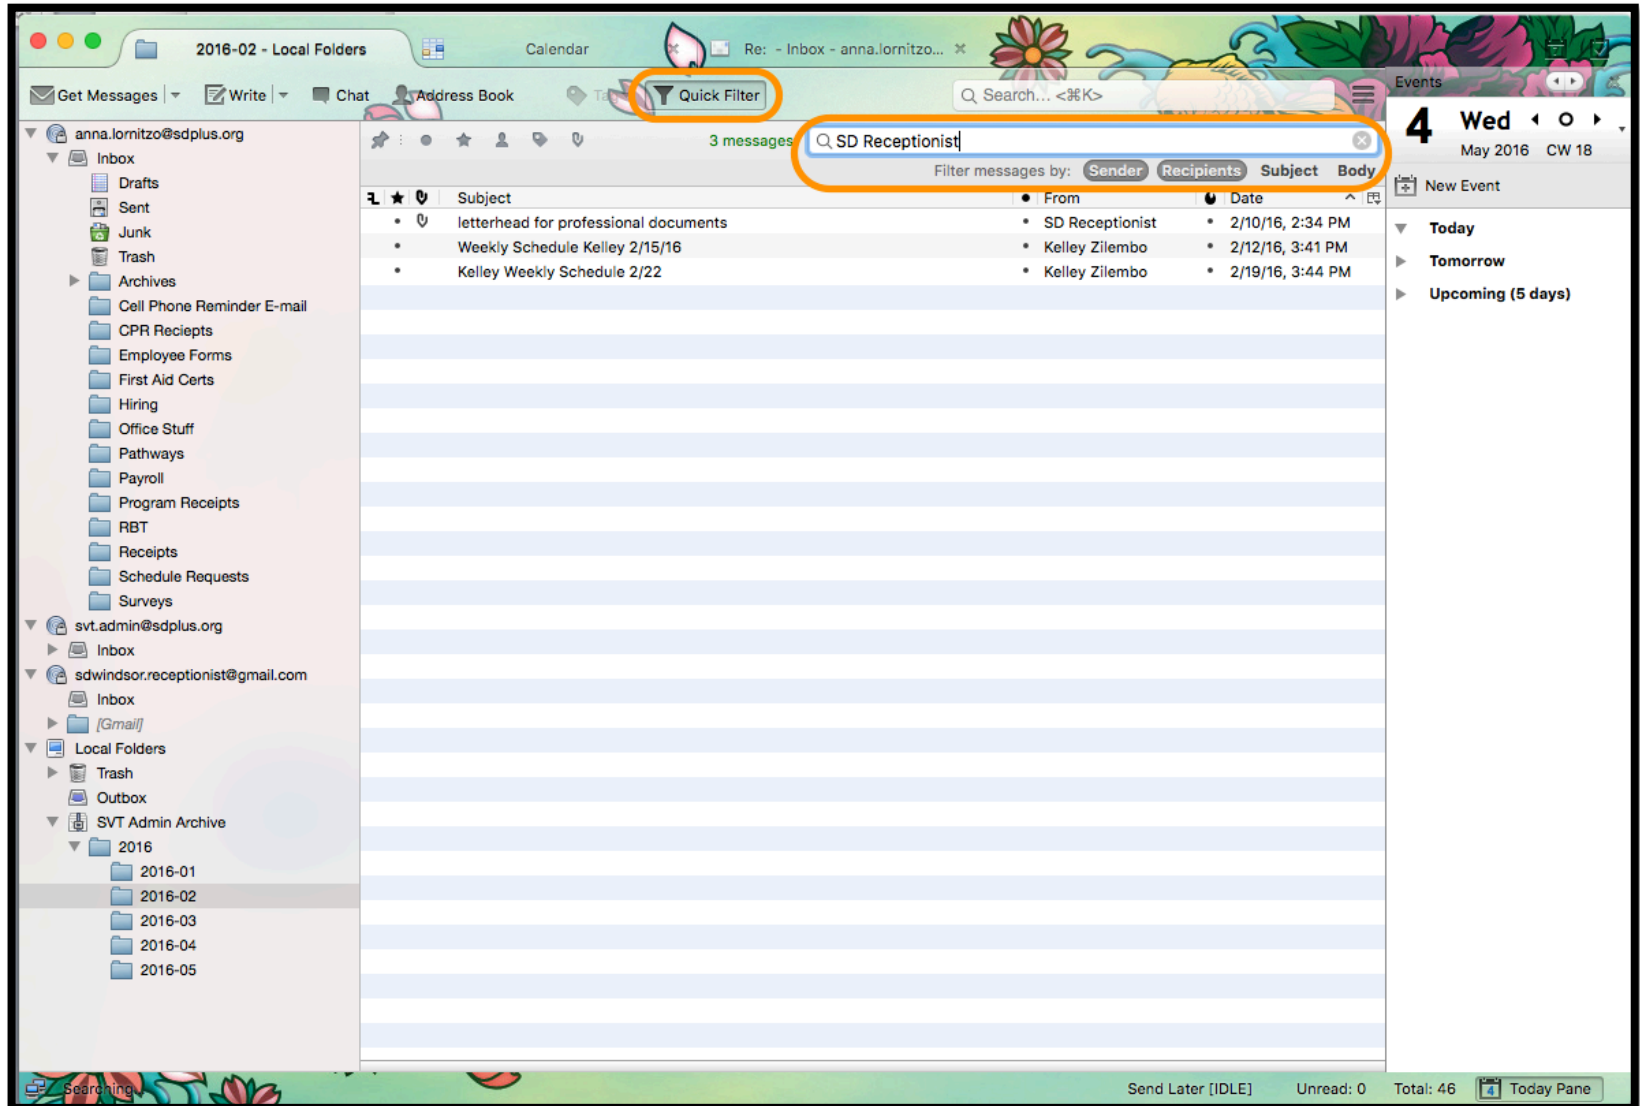 2016-02 - Local Folders
Calendar
Re: - Inbox - anna.lornitzo...
Get Messages
Write
Chat
Address Book
Quick Filter
Search... <⌘K>
Events
4
Wed
May 2016 CW 18
New Event
Today
Tomorrow
Upcoming (5 days)
3 messages
SD Receptionist
Filter messages by: Sender Recipients Subject Body
Subject From Date
letterhead for professional documents SD Receptionist 2/10/16, 2:34 PM
Weekly Schedule Kelley 2/15/16 Kelley Zilembo 2/12/16, 3:41 PM
Kelley Weekly Schedule 2/22 Kelley Zilembo 2/19/16, 3:44 PM
anna.lornitzo@sdplus.org
Inbox
Drafts
Sent
Junk
Trash
Archives
Cell Phone Reminder E-mail
CPR Reciepts
Employee Forms
First Aid Certs
Hiring
Office Stuff
Pathways
Payroll
Program Receipts
RBT
Receipts
Schedule Requests
Surveys
svt.admin@sdplus.org
Inbox
sdwindsor.receptionist@gmail.com
Inbox
[Gmail]
Local Folders
Trash
Outbox
SVT Admin Archive
2016
2016-01
2016-02
2016-03
2016-04
2016-05
Searching
Send Later [IDLE]
Unread: 0
Total: 46
4
Today Pane